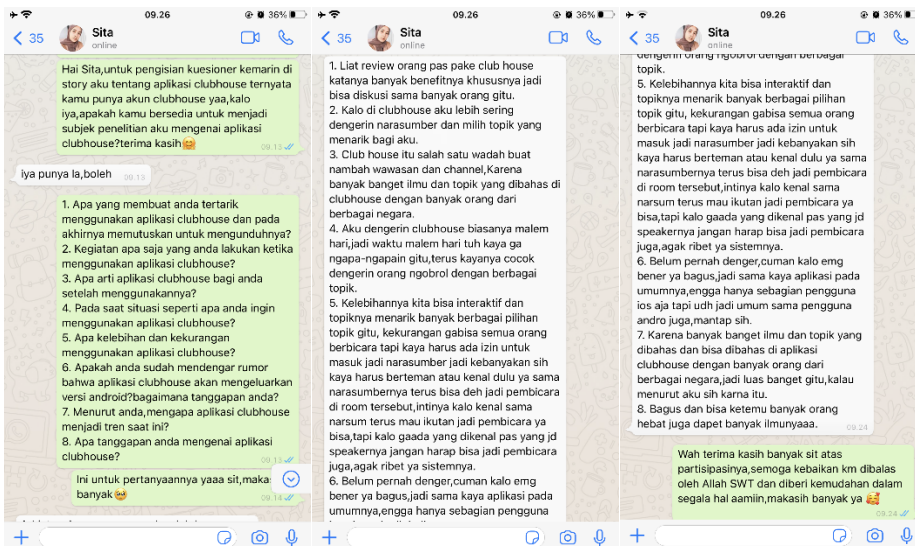 09.26
36%
35
Sita
online
Hai Sita,untuk pengisian kuesioner kemarin di
story aku tentang aplikasi clubhouse ternyata
kamu punya akun clubhouse yaa,kalo
iya,apakah kamu bersedia untuk menjadi
subjek penelitian aku mengenai aplikasi
clubhouse?terima kasih🤗
09.13
iya punya la,boleh
09.13
1. Apa yang membuat anda tertarik
menggunakan aplikasi clubhouse dan pada
akhirnya memutuskan untuk mengunduhnya?
2. Kegiatan apa saja yang anda lakukan ketika
menggunakan aplikasi clubhouse?
3. Apa arti aplikasi clubhouse bagi anda
setelah menggunakannya?
4. Pada saat situasi seperti apa anda ingin
menggunakan aplikasi clubhouse?
5. Apa kelebihan dan kekurangan
menggunakan aplikasi clubhouse?
6. Apakah anda sudah mendengar rumor
bahwa aplikasi clubhouse akan mengeluarkan
versi android?bagaimana tanggapan anda?
7. Menurut anda,mengapa aplikasi clubhouse
menjadi tren saat ini?
8. Apa tanggapan anda mengenai aplikasi
clubhouse?
09.13
Ini untuk pertanyaannya yaaa sit,maka
banyak🥺
09.14
09.26
36%
35
Sita
online
1. Liat review orang pas pake club house
katanya banyak benefitnya khususnya jadi
bisa diskusi sama banyak orang gitu.
2. Kalo di clubhouse aku lebih sering
dengerin narasumber dan milih topik yang
menarik bagi aku.
3. Club house itu salah satu wadah buat
nambah wawasan dan channel,Karena
banyak banget ilmu dan topik yang dibahas di
clubhouse dengan banyak orang dari
berbagai negara.
4. Aku dengerin clubhouse biasanya malem
hari,jadi waktu malem hari tuh kaya ga
ngapa-ngapain gitu,terus kayanya cocok
dengerin orang ngobrol dengan berbagai
topik.
5. Kelebihannya kita bisa interaktif dan
topiknya menarik banyak berbagai pilihan
topik gitu, kekurangan gabisa semua orang
berbicara tapi kaya harus ada izin untuk
masuk jadi narasumber jadi kebanyakan sih
kaya harus berteman atau kenal dulu ya sama
narasumbernya terus bisa deh jadi pembicara
di room tersebut,intinya kalo kenal sama
narsum terus mau ikutan jadi pembicara ya
bisa,tapi kalo gaada yang dikenal pas yang jd
speakernya jangan harap bisa jadi pembicara
juga,agak ribet ya sistemnya.
6. Belum pernah denger,cuman kalo emg
bener ya bagus,jadi sama kaya aplikasi pada
umumnya,engga hanya sebagian pengguna
09.26
36%
35
Sita
online
dengerin orang ngobrol dengan berbagai
topik.
5. Kelebihannya kita bisa interaktif dan
topiknya menarik banyak berbagai pilihan
topik gitu, kekurangan gabisa semua orang
berbicara tapi kaya harus ada izin untuk
masuk jadi narasumber jadi kebanyakan sih
kaya harus berteman atau kenal dulu ya sama
narasumbernya terus bisa deh jadi pembicara
di room tersebut,intinya kalo kenal sama
narsum terus mau ikutan jadi pembicara ya
bisa,tapi kalo gaada yang dikenal pas yang jd
speakernya jangan harap bisa jadi pembicara
juga,agak ribet ya sistemnya.
6. Belum pernah denger,cuman kalo emg
bener ya bagus,jadi sama kaya aplikasi pada
umumnya,engga hanya sebagian pengguna
ios aja tapi udh jadi umum sama pengguna
andro juga,mantap sih.
7. Karena banyak banget ilmu dan topik yang
dibahas dan bisa dibahas di aplikasi
clubhouse dengan banyak orang dari
berbagai negara,jadi luas banget gitu,kalau
menurut aku sih karna itu.
8. Bagus dan bisa ketemu banyak orang
hebat juga dapet banyak ilmunyaaa.
09.24
Wah terima kasih banyak sit atas
partisipasinya,semoga kebaikan km dibalas
oleh Allah SWT dan diberi kemudahan dalam
segala hal aamiin,makasih banyak ya 🥰
09.24